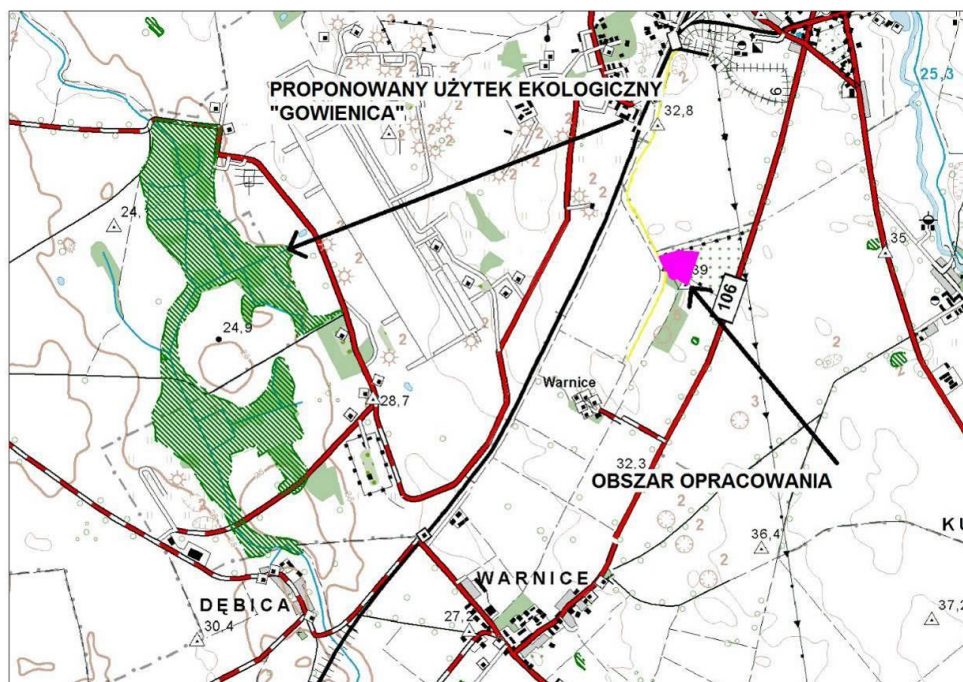 PROPONOWANY UŻYTEK EKOLOGICZNY
"GOWIENICA"
25,3
32,8
24,
35
39
106
24,9
28,7
Warnice
32.3
OBSZAR OPRACOWANIA
36,4
KU
WARNICE
DĘBICA
27,2
30.4
37,2